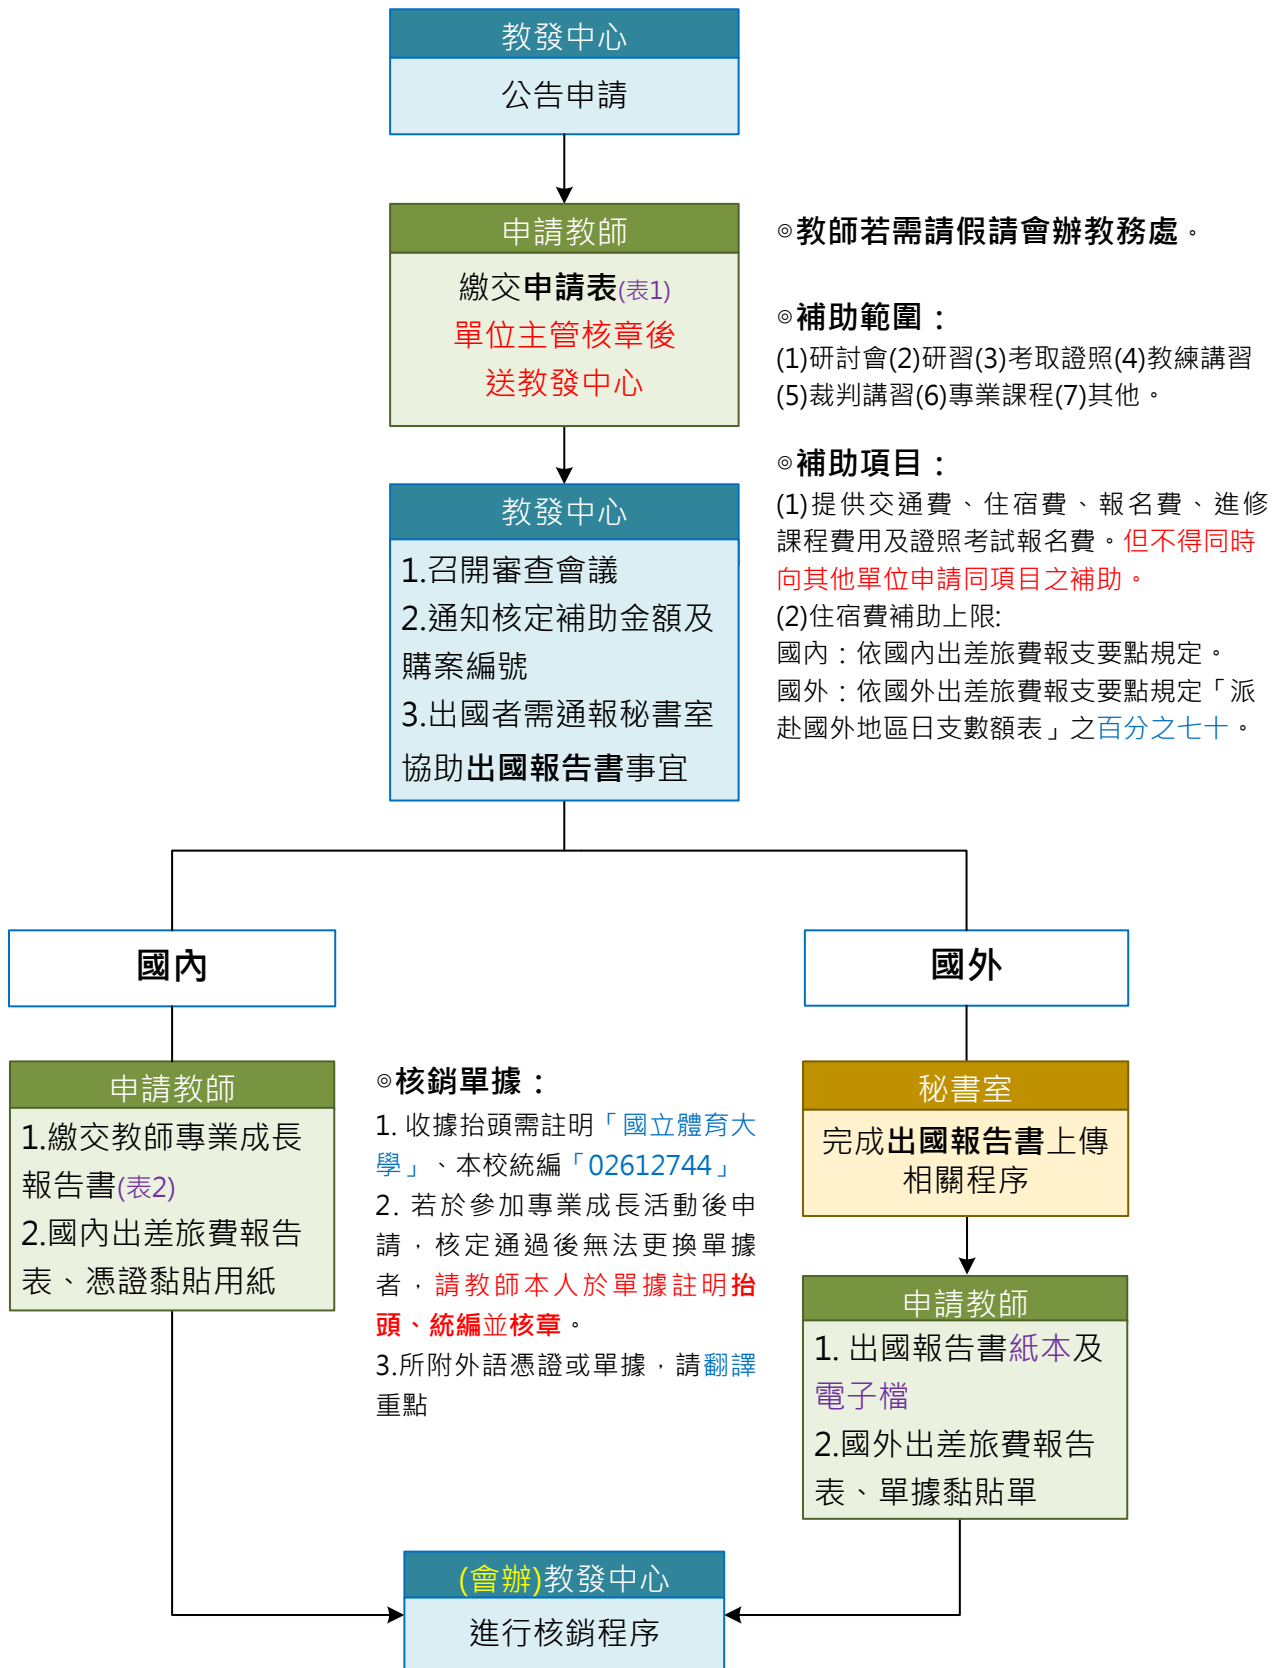 教發中心
公告申請
申請教師
繳交申請表(表1)
單位主管核章後
送教發中心
◎教師若需請假請會辦教務處。
◎補助範圍：
(1)研討會(2)研習(3)考取證照(4)教練講習
(5)裁判講習(6)專業課程(7)其他。
◎補助項目：
(1)提供交通費、住宿費、報名費、進修
課程費用及證照考試報名費。但不得同時
向其他單位申請同項目之補助。
(2)住宿費補助上限:
國內：依國內出差旅費報支要點規定。
國外：依國外出差旅費報支要點規定「派
赴國外地區日支數額表」之百分之七十。
教發中心
1.召開審查會議
2.通知核定補助金額及
購案編號
3.出國者需通報秘書室
協助出國報告書事宜
國內
國外
申請教師
1.繳交教師專業成長
報告書(表2)
2.國內出差旅費報告
表、憑證黏貼用紙
◎核銷單據：
1. 收據抬頭需註明「國立體育大
學」、本校統編「02612744」
2. 若於參加專業成長活動後申
請，核定通過後無法更換單據
者，請教師本人於單據註明抬
頭、統編並核章。
3.所附外語憑證或單據，請翻譯
重點
秘書室
完成出國報告書上傳
相關程序
申請教師
1. 出國報告書紙本及
電子檔
2.國外出差旅費報告
表、單據黏貼單
(會辦)教發中心
進行核銷程序